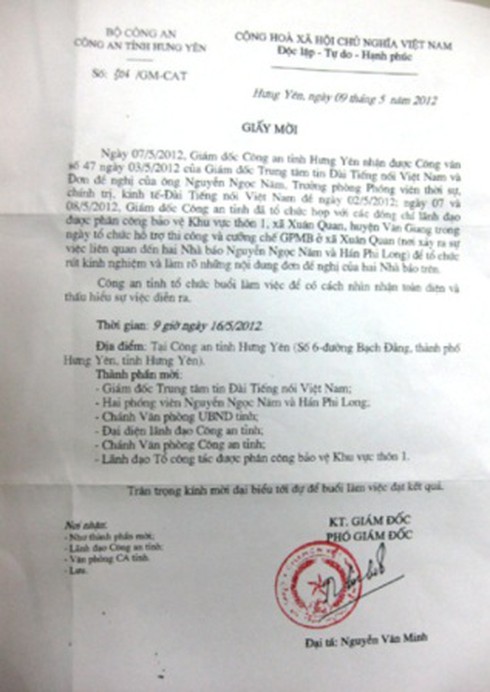 BỘ CÔNG AN
CÔNG AN TỈNH HƯNG YÊN
Số: /GM-CAT
CỘNG HOÀ XÃ HỘI CHỦ NGHĨA VIỆT NAM
Độc lập - Tự do - Hạnh phúc
Hưng Yên, ngày 09 tháng 5 năm 2012
GIẤY MỜI
Ngày 07/5/2012, Giám đốc Công an tỉnh Hưng Yên nhận được Công văn
số 47 ngày 03/5/2012 của Giám đốc Trung tâm tin Đài Tiếng nói Việt Nam và
Đơn đề nghị của ông Nguyễn Ngọc Năm, Trưởng phòng Phóng viên thời sự,
chính trị, kinh tế-Đài Tiếng nói Việt Nam đề ngày 02/5/2012; ngày 07 và
08/5/2012, Giám đốc Công an tỉnh đã tổ chức họp với các đồng chí lãnh đạo
được phân công bảo vệ Khu vực thôn 1, xã Xuân Quan, huyện Văn Giang trong
ngày tổ chức hỗ trợ thi công và cưỡng chế GPMB ở xã Xuân Quan (nơi xảy ra sự
việc liên quan đến hai Nhà báo Nguyễn Ngọc Năm và Hán Phi Long) để tổ chức
rút kinh nghiệm và làm rõ những nội dung đơn đề nghị của hai Nhà báo trên.
Công an tỉnh tổ chức buổi làm việc để có cách nhìn nhận toàn diện và
thấu hiểu sự việc diễn ra.
Thời gian: 9 giờ ngày 16/5/2012.
Địa điểm: Tại Công an tỉnh Hưng Yên (Số 6-đường Bạch Đằng, thành phố
Hưng Yên, tỉnh Hưng Yên).
Thành phần mời:
- Giám đốc Trung tâm tin Đài Tiếng nói Việt Nam;
- Hai phóng viên Nguyễn Ngọc Năm và Hán Phi Long;
- Chánh Văn phòng UBND tỉnh;
- Đại diện lãnh đạo Công an tỉnh;
- Chánh Văn phòng Công an tỉnh;
- Lãnh đạo Tổ công tác được phân công bảo vệ Khu vực thôn 1.
Trân trọng kính mời đại biểu tới dự để buổi làm việc đạt kết quả.
Nơi nhận:
- Như thành phần mời;
- Lãnh đạo Công an tỉnh;
- Văn phòng CA tỉnh.
- Lưu.
KT. GIÁM ĐỐC
PHÓ GIÁM ĐỐC
Đại tá: Nguyễn Văn Minh